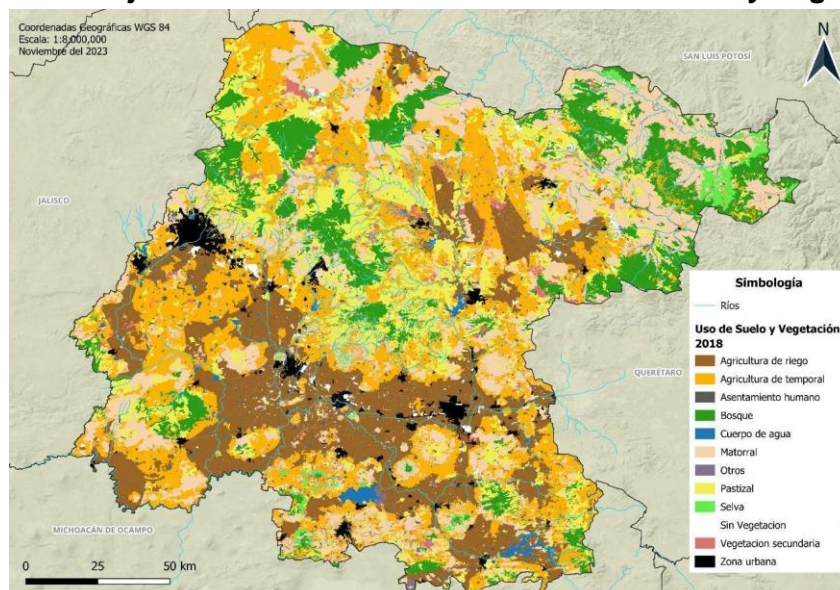 Coordenadas Geográficas WGS 84
Escala: 1:8,000,000
Noviembre del 2023
N
SAN LUIS POTOSÍ
JALISCO
QUERÉTARO
MICHOACÁN DE OCAMPO
Simbología
Ríos
Uso de Suelo y Vegetación
2018
Agricultura de riego
Agricultura de temporal
Asentamiento humano
Bosque
Cuerpo de agua
Matorral
Otros
Pastizal
Selva
Sin Vegetacion
Vegetacion secundaria
Zona urbana
0 25 50 km